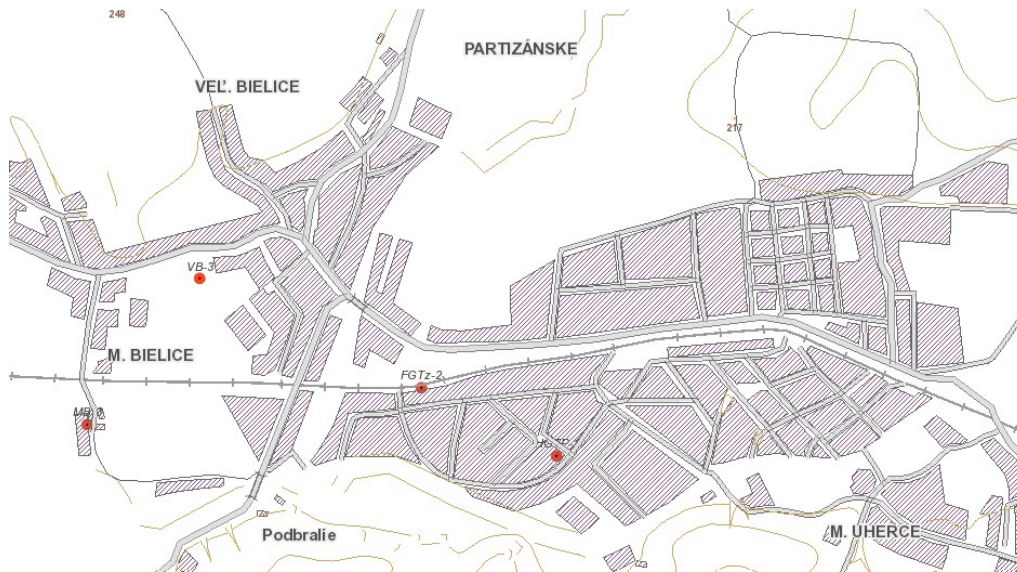 248
PARTIZÁNSKE
VEĽ. BIELICE
217
VB-3
M. BIELICE
FGTz-2
Podbralie
M. UHERCE